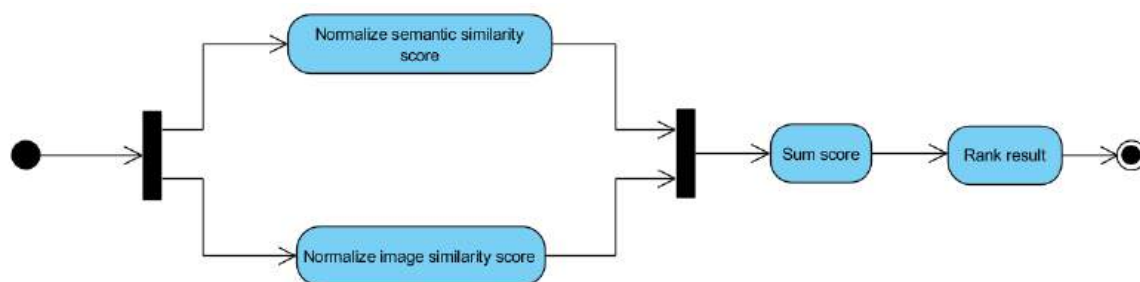 Normalize semantic similarity
score
Sum score
Rank result
Normalize image similarity score